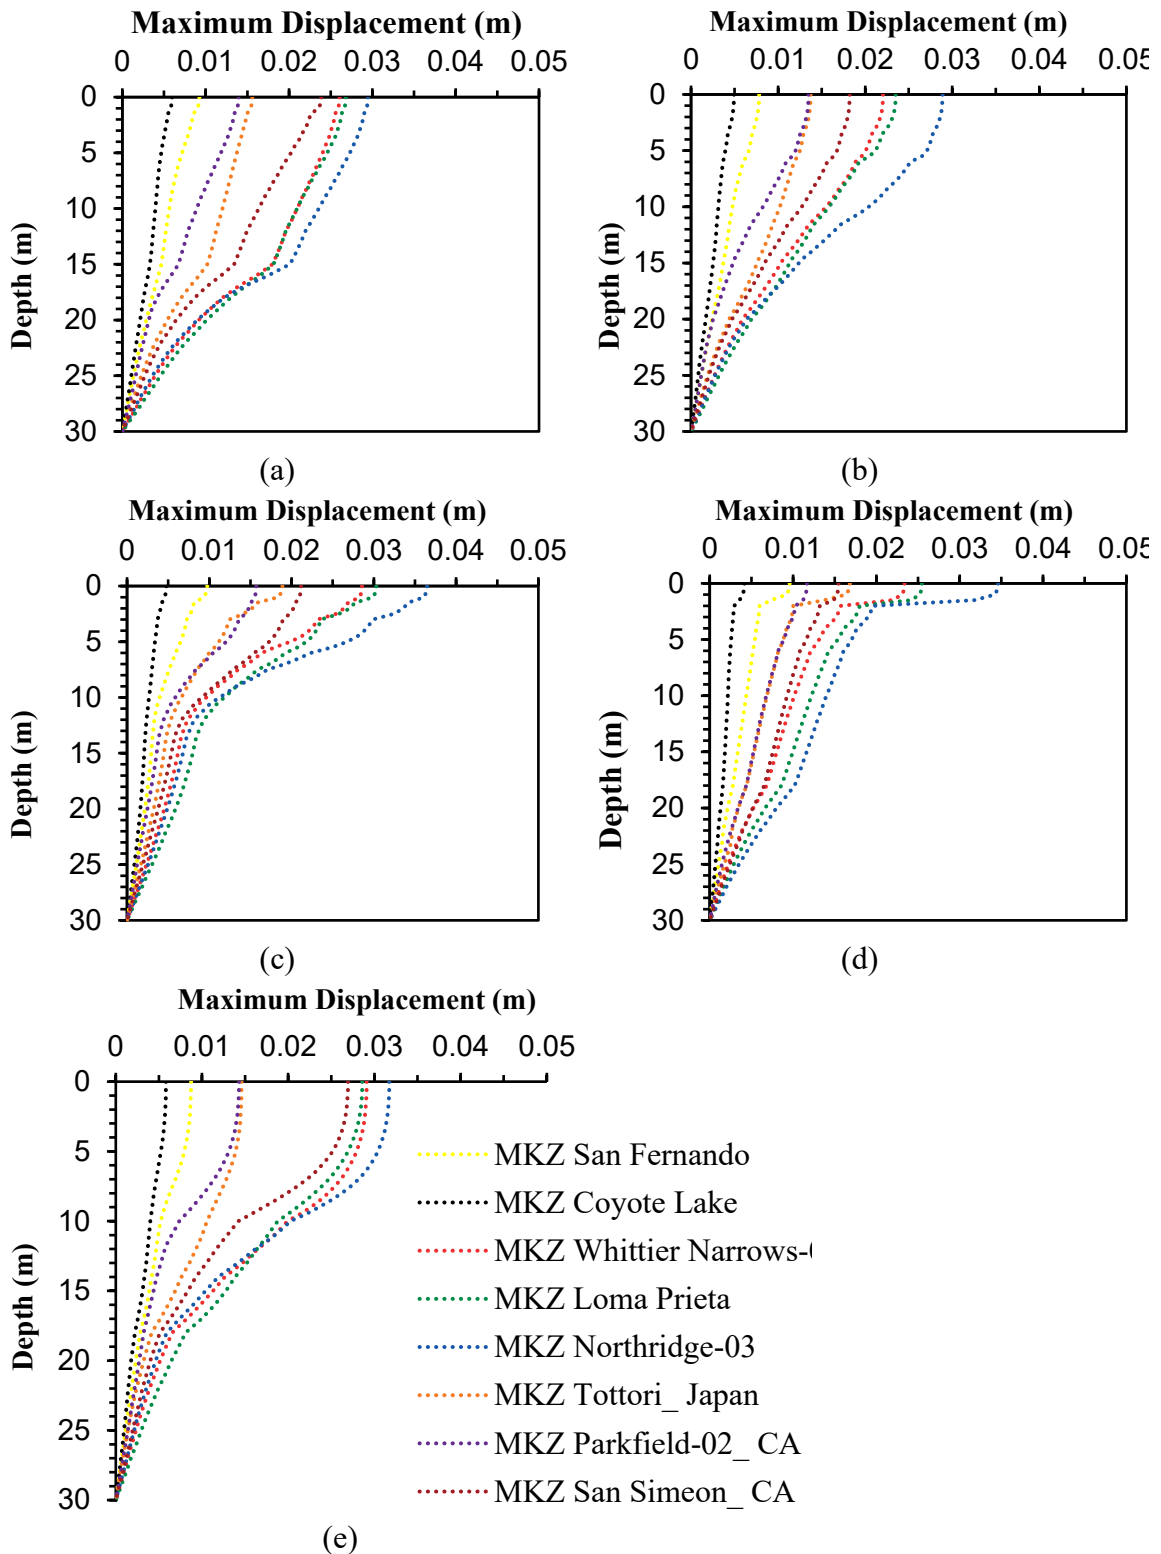 Maximum Displacement (m)
0 0.01 0.02 0.03 0.04 0.05
0
5
10
15
20
25
30
Depth (m)
(a)
Maximum Displacement (m)
0 0.01 0.02 0.03 0.04 0.05
0
5
10
15
20
25
30
Depth (m)
(b)
Maximum Displacement (m)
0 0.01 0.02 0.03 0.04 0.05
0
5
10
15
20
25
30
Depth (m)
(c)
Maximum Displacement (m)
0 0.01 0.02 0.03 0.04 0.05
0
5
10
15
20
25
30
Depth (m)
(d)
Maximum Displacement (m)
0 0.01 0.02 0.03 0.04 0.05
0
5
10
15
20
25
30
Depth (m)
MKZ San Fernando
MKZ Coyote Lake
MKZ Whittier Narrows-
MKZ Loma Prieta
MKZ Northridge-03
MKZ Tottori_ Japan
MKZ Parkfield-02_ CA
MKZ San Simeon_ CA
(e)